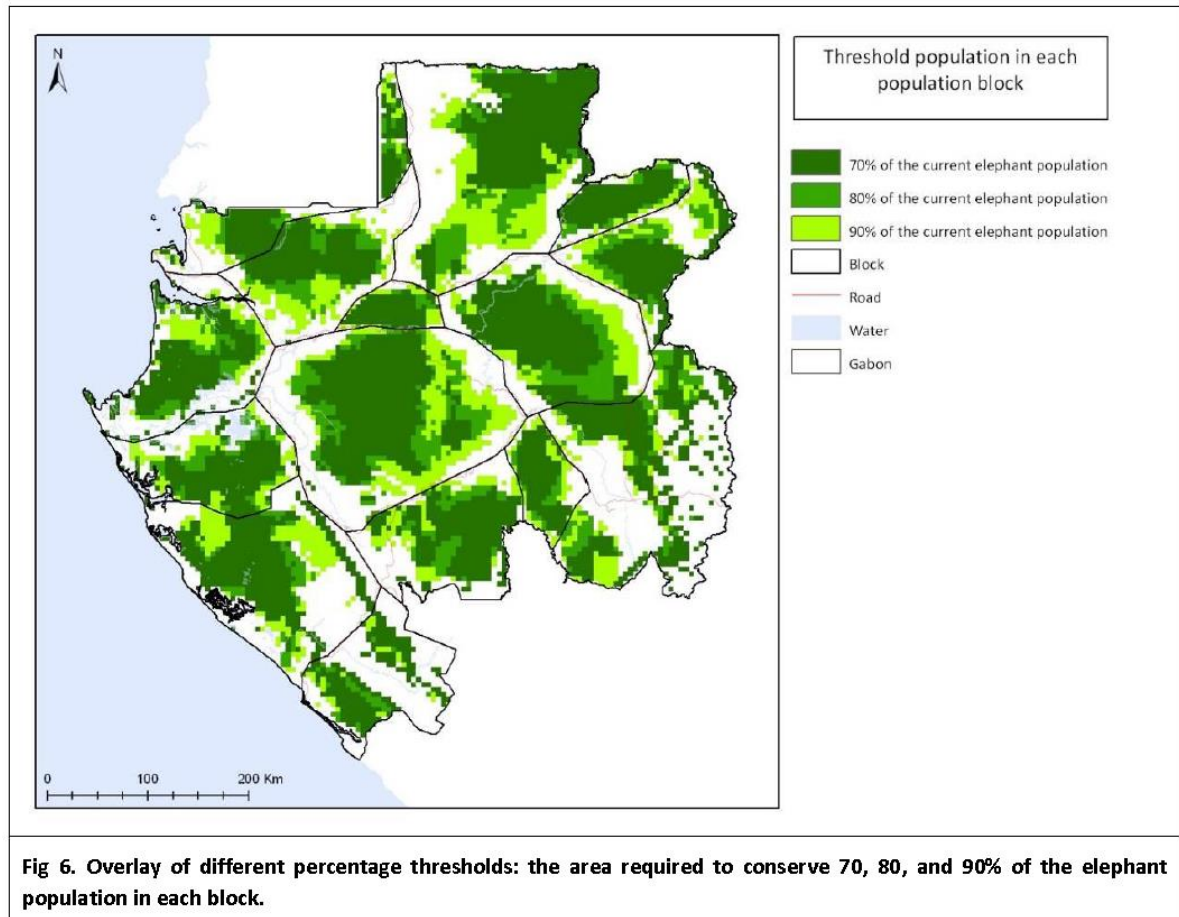 N
Threshold population in each
population block
70% of the current elephant population
80% of the current elephant population
90% of the current elephant population
Block
Road
Water
Gabon
0 100 200 Km
Fig 6. Overlay of different percentage thresholds: the area required to conserve 70, 80, and 90% of the elephant
population in each block.